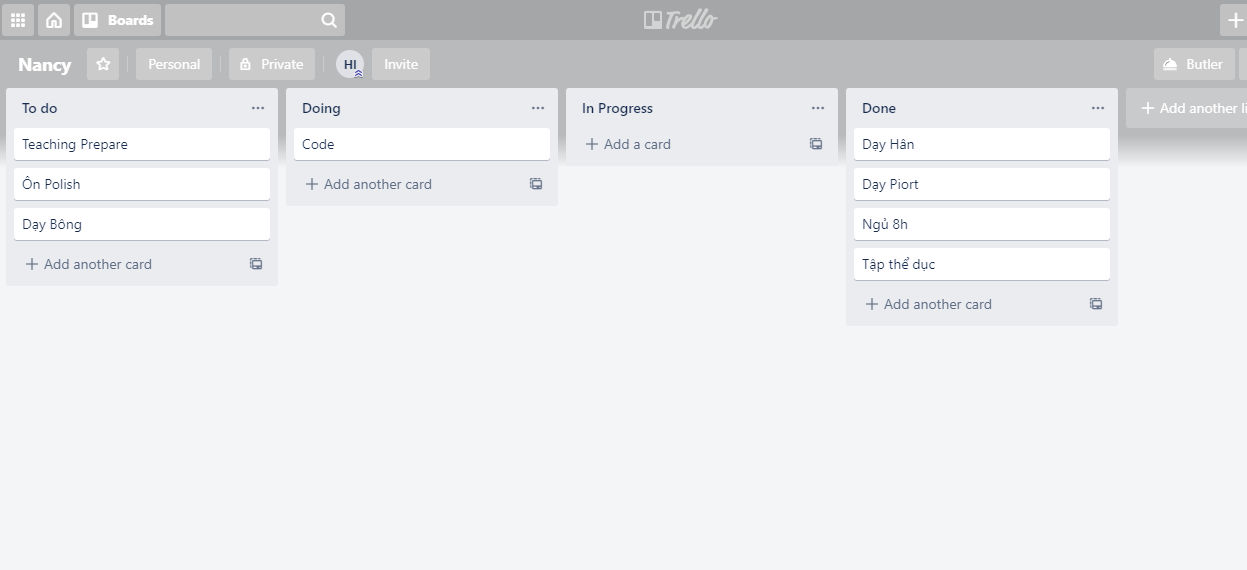 Boards
Trello
Nancy
Personal
Private
HI
Invite
Butler
To do
Teaching Prepare
Ôn Polish
Dạy Bông
Add another card
Doing
Code
Add another card
In Progress
Add a card
Done
Dạy Hân
Dạy Piort
Ngủ 8h
Tập thể dục
Add another card
Add another li